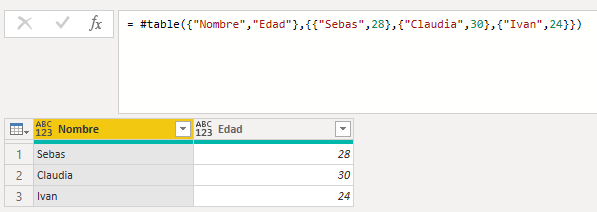 fx = #table({"Nombre","Edad"},{{"Sebas",28},{"Claudia",30},{"Ivan",24}})
ABC 123 Nombre ABC 123 Edad
1 Sebas 28
2 Claudia 30
3 Ivan 24